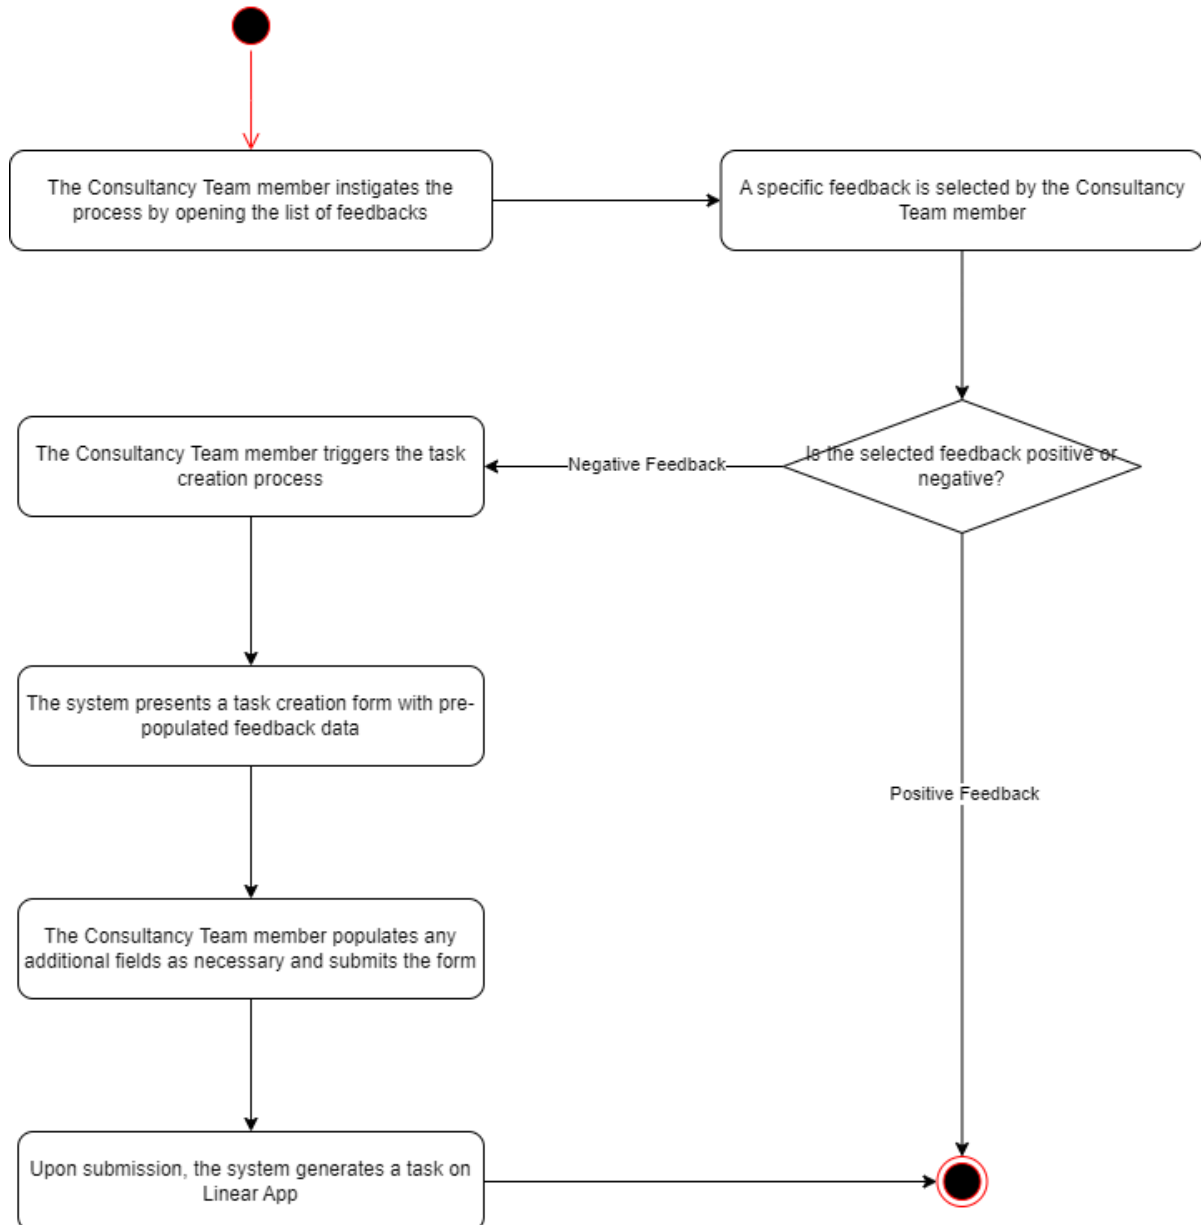 The Consultancy Team member instigates the
process by opening the list of feedbacks
A specific feedback is selected by the Consultancy
Team member
Is the selected feedback positive or
negative?
Negative Feedback
The Consultancy Team member triggers the task
creation process
The system presents a task creation form with pre-
populated feedback data
Positive Feedback
The Consultancy Team member populates any
additional fields as necessary and submits the form
Upon submission, the system generates a task on
Linear App